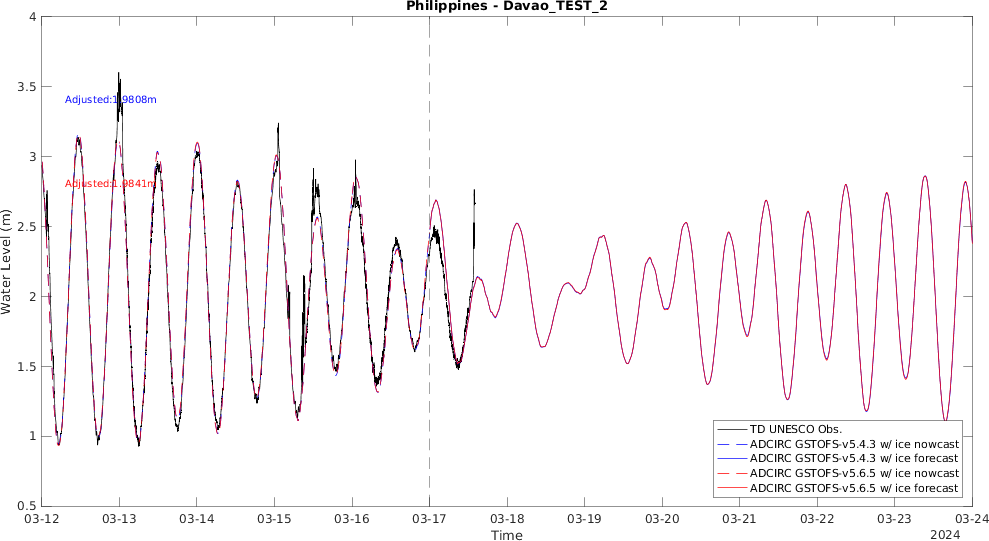 Philippines - Davao_TEST_2
4
3.5
3
2.5
2
1.5
1
0.5
Water Level (m)
Adjusted:1.9808m
Adjusted:1.9841m
TD UNESCO Obs.
ADCIRC GSTOFS-v5.4.3 w/ ice nowcast
ADCIRC GSTOFS-v5.4.3 w/ ice forecast
ADCIRC GSTOFS-v5.6.5 w/ ice nowcast
ADCIRC GSTOFS-v5.6.5 w/ ice forecast
03-12 03-13 03-14 03-15 03-16 03-17 03-18 03-19 03-20 03-21 03-22 03-23 03-24
Time
2024